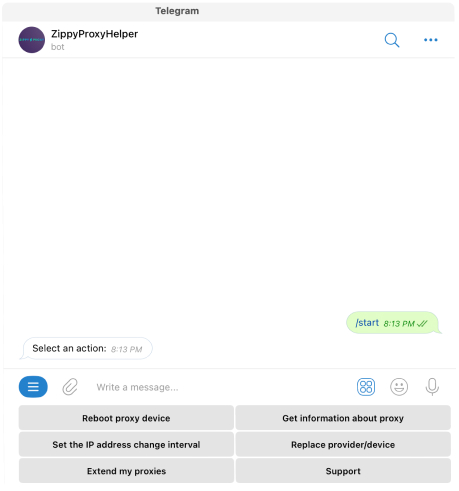 Telegram
ZippyProxyHelper
bot
/start 8:13 PM
Select an action: 8:13 PM
Write a message...
Reboot proxy device
Get information about proxy
Set the IP address change interval
Replace provider/device
Extend my proxies
Support